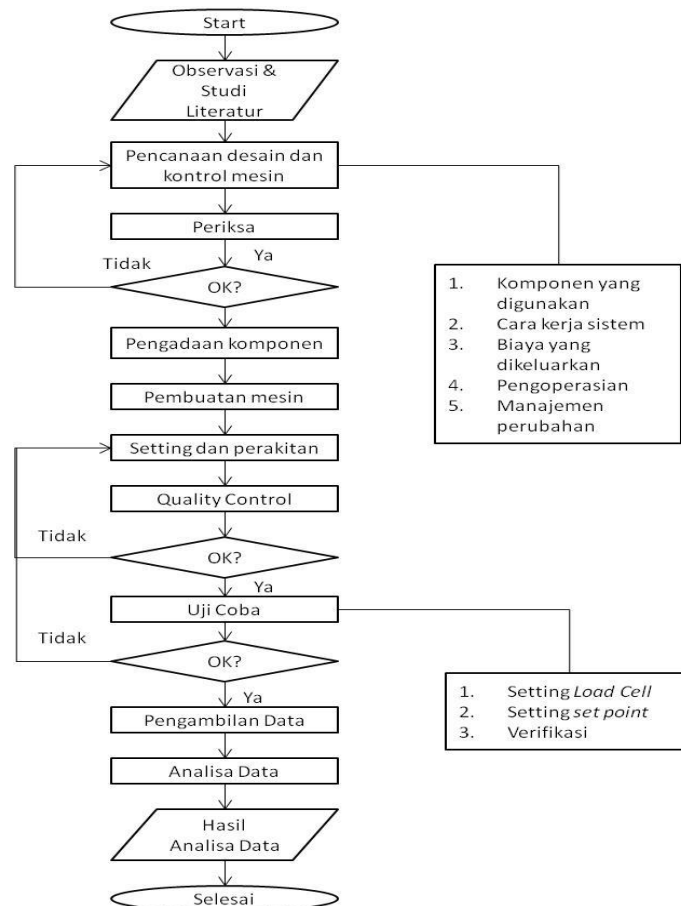 Start
Observasi &
Studi
Literatur
Pencanaan desain dan
kontrol mesin
Periksa
Ya
Tidak
OK?
1. Komponen yang
digunakan
2. Cara kerja sistem
3. Biaya yang
dikeluarkan
4. Pengoperasian
5. Manajemen
perubahan
Pengadaan komponen
Pembuatan mesin
Setting dan perakitan
Quality Control
Tidak
OK?
Ya
Uji Coba
Tidak
OK?
Ya
1. Setting Load Cell
2. Setting set point
3. Verifikasi
Pengambilan Data
Analisa Data
Hasil
Analisa Data
Selesai